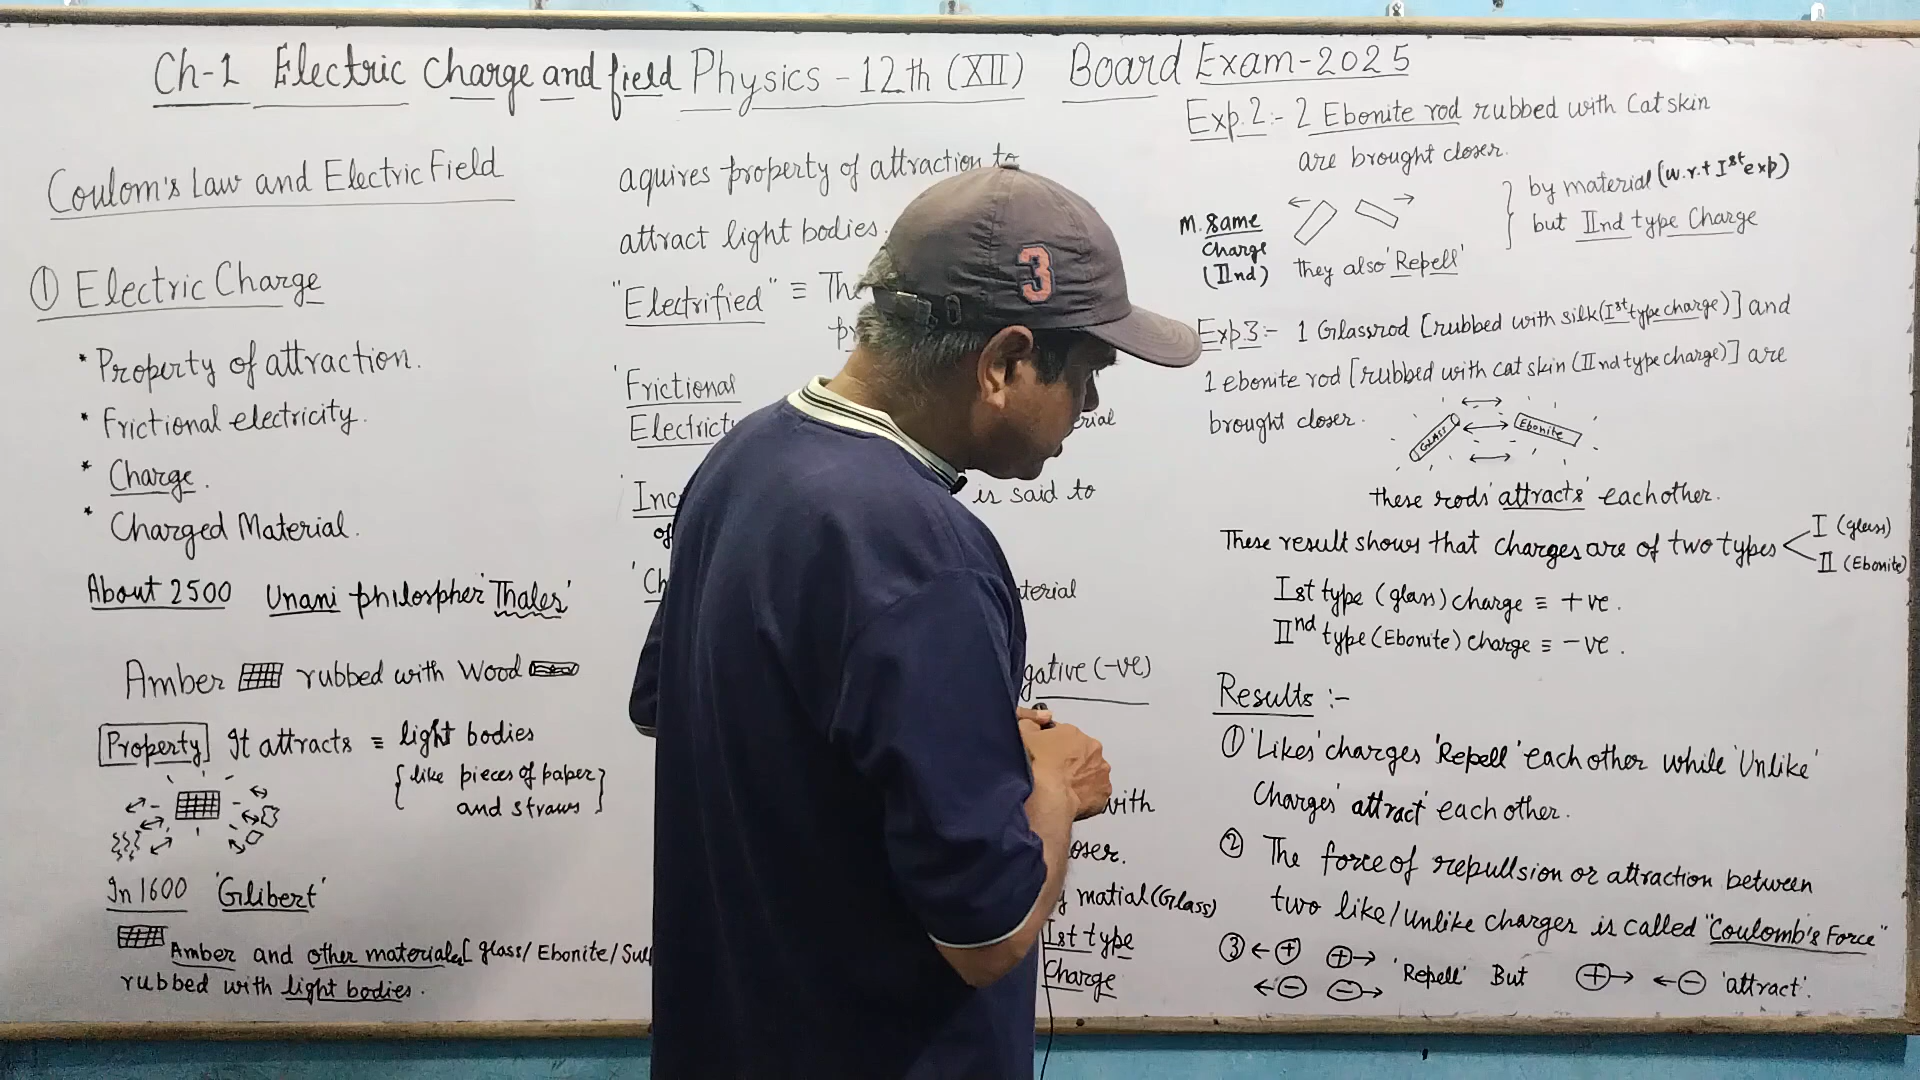 Ch-1 Electric Charge and field Physics - 12th (XII) Board Exam-2025
Coulom's Law and Electric Field
① Electric Charge
* Property of attraction.
* Frictional electricity.
* Charge.
* Charged Material.
About 2500 Unani philospher 'Thales'
Amber rubbed with Wood
Property It attracts ≡ light bodies
{like pieces of paper
and straws}
In 1600 'Glibert'
Amber and other materials [glass/Ebonite/Sul
rubbed with light bodies.
aquires property of attraction to
attract light bodies.
"Electrified" ≡ The
'Frictional
Electricit
erial
'Inc
is said to
of
'Ch
terial
gative (-ve)
with
oser.
matial (Glass)
Ist type
Charge
3
Exp.2:- 2 Ebonite rod rubbed with Cat skin
are brought closer.
M. Same
Charge
(IInd)
they also 'Repell'
by material (w.r.t Ist exp)
but IInd type Charge
Exp.3:- 1 Glassrod [rubbed with silk (Ist type charge)] and
1 ebonite rod [rubbed with cat skin (IInd type charge)] are
brought closer.
GLASS Ebonite
these rods 'attracts' eachother.
These result shows that charges are of two types
I (glass)
II (Ebonite)
Ist type (glass) charge ≡ +ve.
IInd type (Ebonite) charge ≡ -ve.
Results :-
① 'Likes' charges 'Repell' each other while 'Unlike'
Charges 'attract' each other.
② The force of repullsion or attraction between
two like/unlike charger is called "Coulomb's Force"
③ ←⊕ ⊕→ 'Repell' But ⊕→ ←⊖ 'attract'.
←⊖ ⊖→